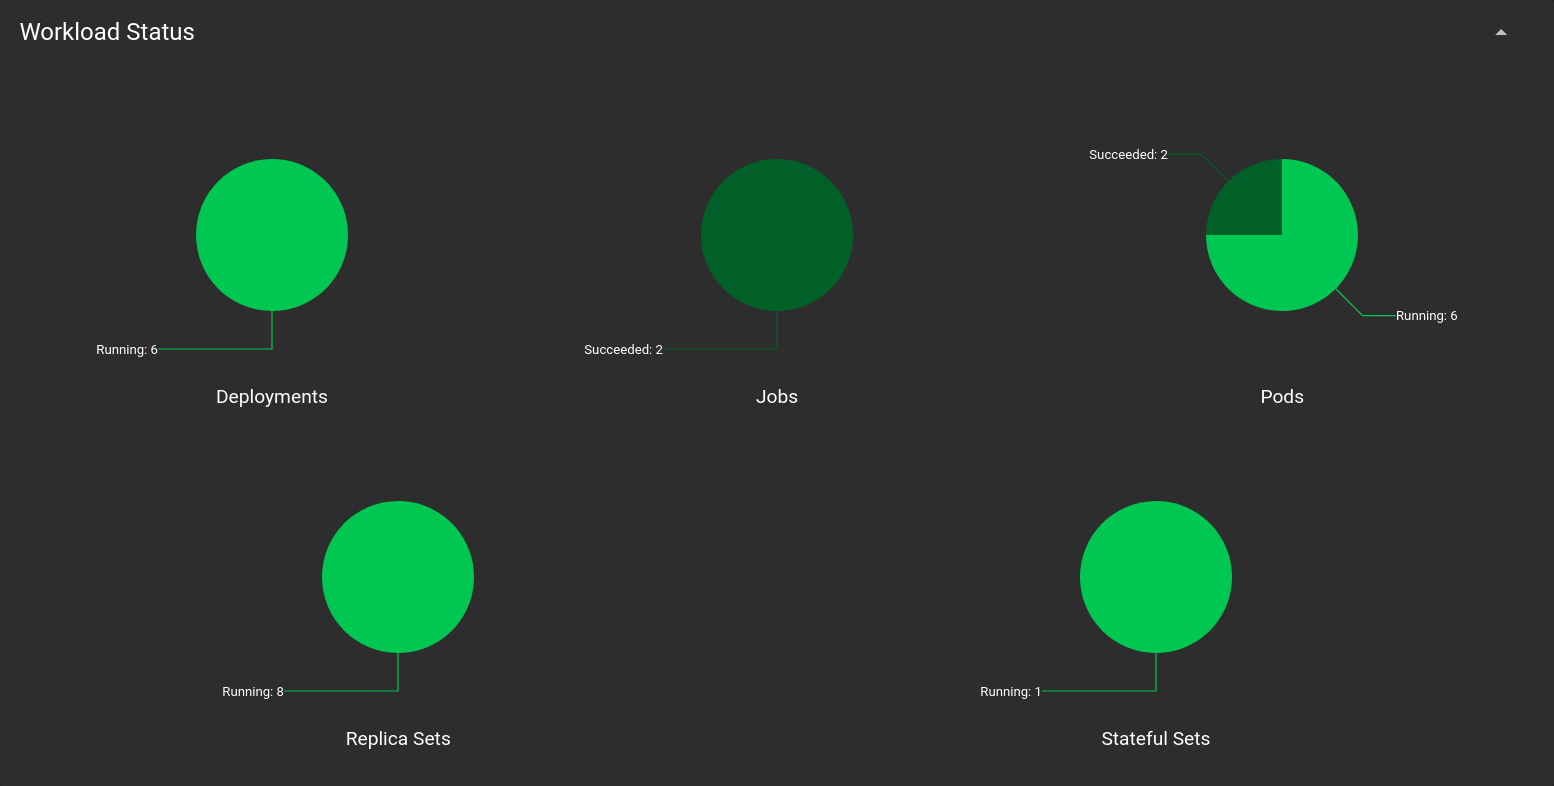 Workload Status
Succeeded: 2
Running: 6
Running: 6
Succeeded: 2
Deployments
Jobs
Pods
Running: 8
Running: 1
Replica Sets
Stateful Sets